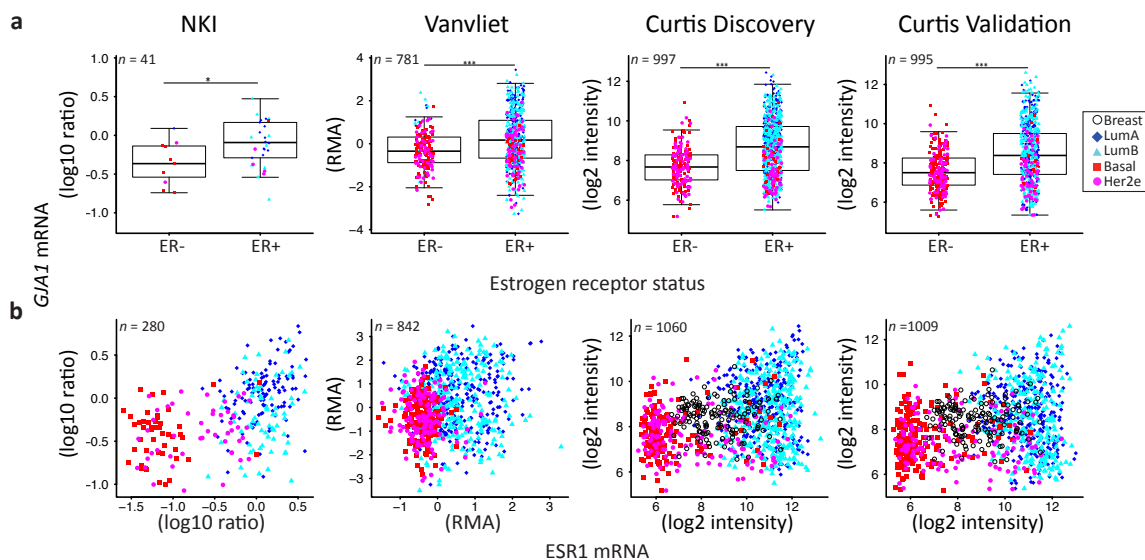 a
NKI
Vanvliet
Curtis Discovery
Curtis Validation
n = 41
*
1.0
0.5
0.0
-0.5
-1.0
(log10 ratio)
ER-
ER+
n = 781
***
4
2
0
−2
−4
(RMA)
ER-
ER+
n = 997
***
12
10
8
6
(log2 intensity)
ER-
ER+
n = 995
***
12
10
8
6
(log2 intensity)
ER-
ER+
Breast
LumA
LumB
Basal
Her2e
GJA1 mRNA
Estrogen receptor status
b
n = 280
0.5
0.0
-0.5
−1.0
(log10 ratio)
−1.5
−1.0
−0.5
0.0
0.5
(log10 ratio)
n = 842
3
2
1
0
−1
−2
−3
(RMA)
−1
0
1
2
3
(RMA)
n = 1060
12
10
8
6
(log2 intensity)
6
8
10
12
(log2 intensity)
n =1009
12
10
8
6
(log2 intensity)
6
8
10
12
(log2 intensity)
ESR1 mRNA